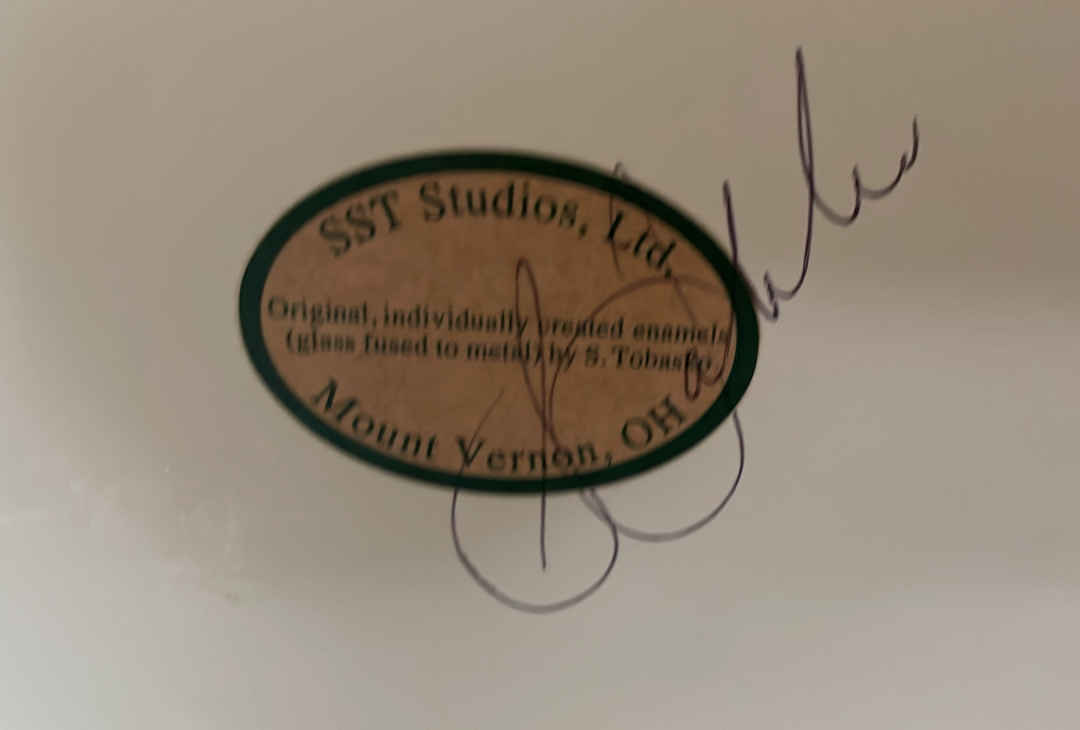 SST Studios, Ltd.
Original, individually created enamels
(glass fused to metal) by S. Tobasko
Mount Vernon, OH